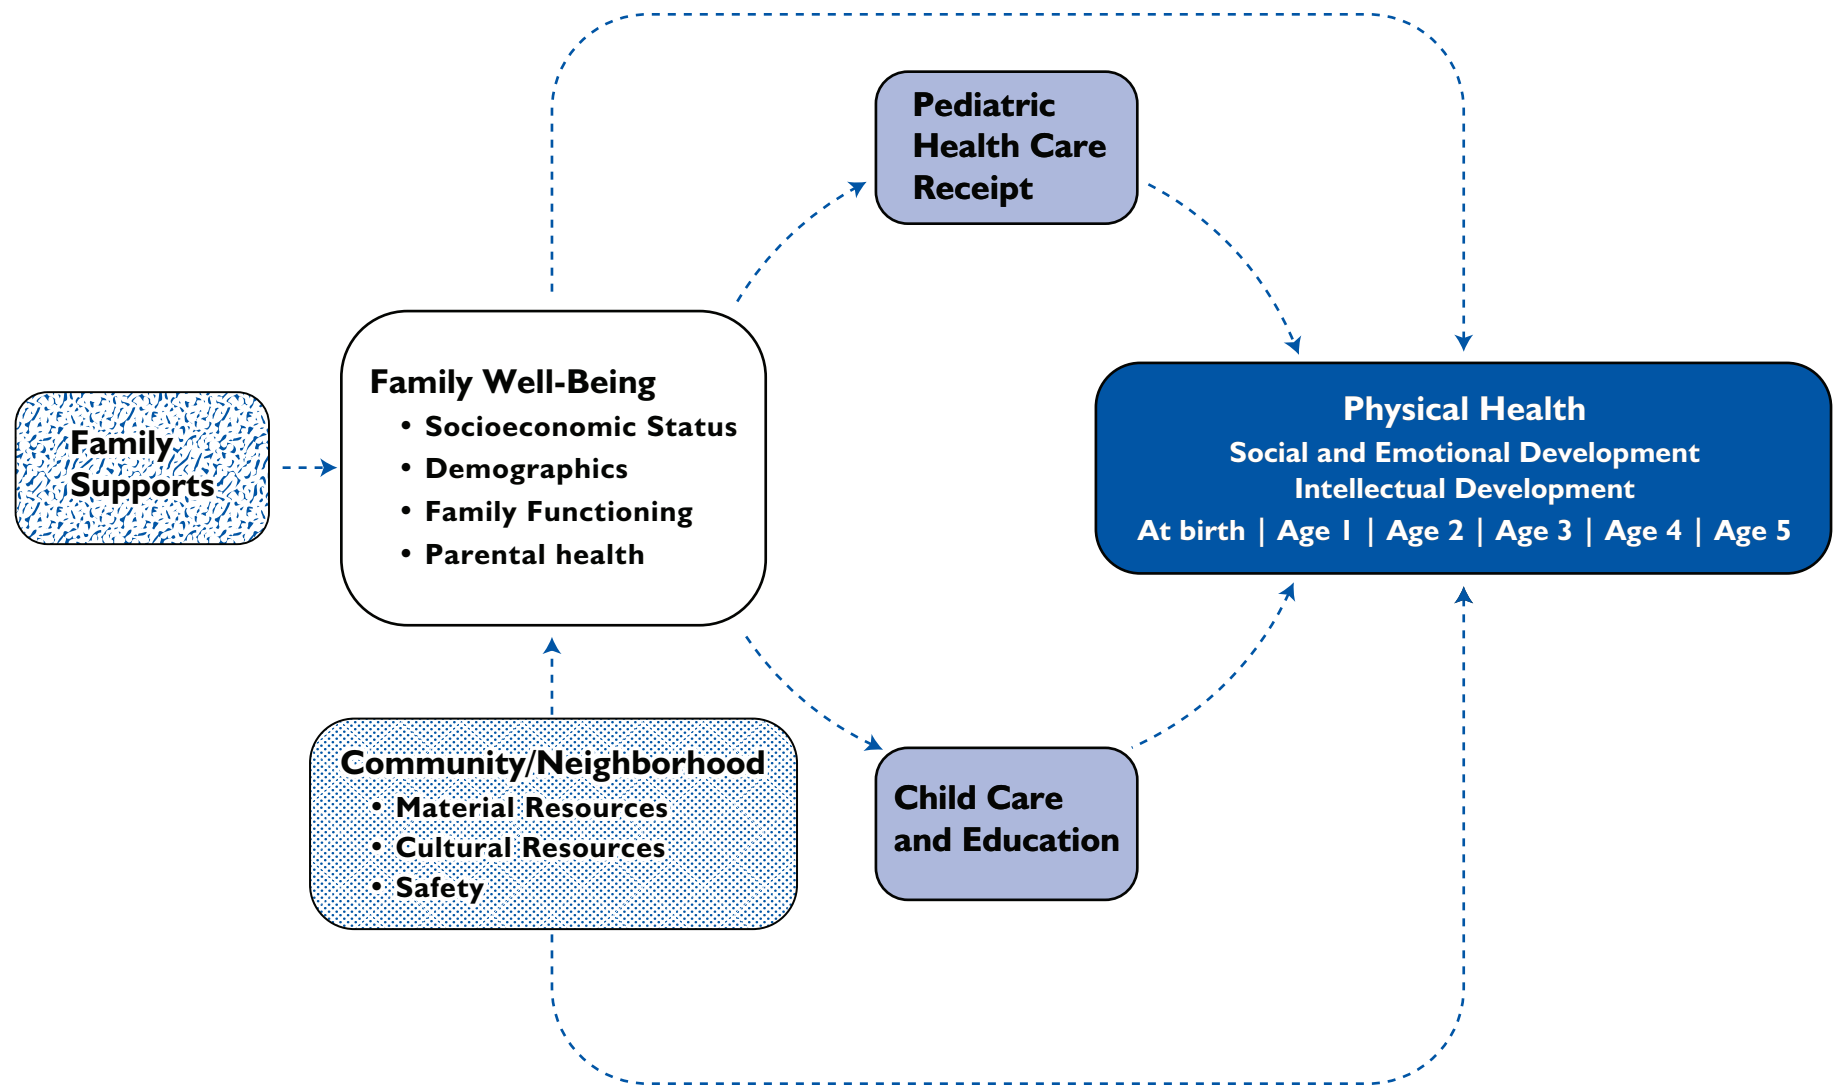 Pediatric
Health Care
Receipt
Family Well-Being
• Socioeconomic Status
• Demographics
• Family Functioning
• Parental health
Family
Supports
Physical Health
Social and Emotional Development
Intellectual Development
At birth | Age 1 | Age 2 | Age 3 | Age 4 | Age 5
Community/Neighborhood
• Material Resources
• Cultural Resources
• Safety
Child Care
and Education